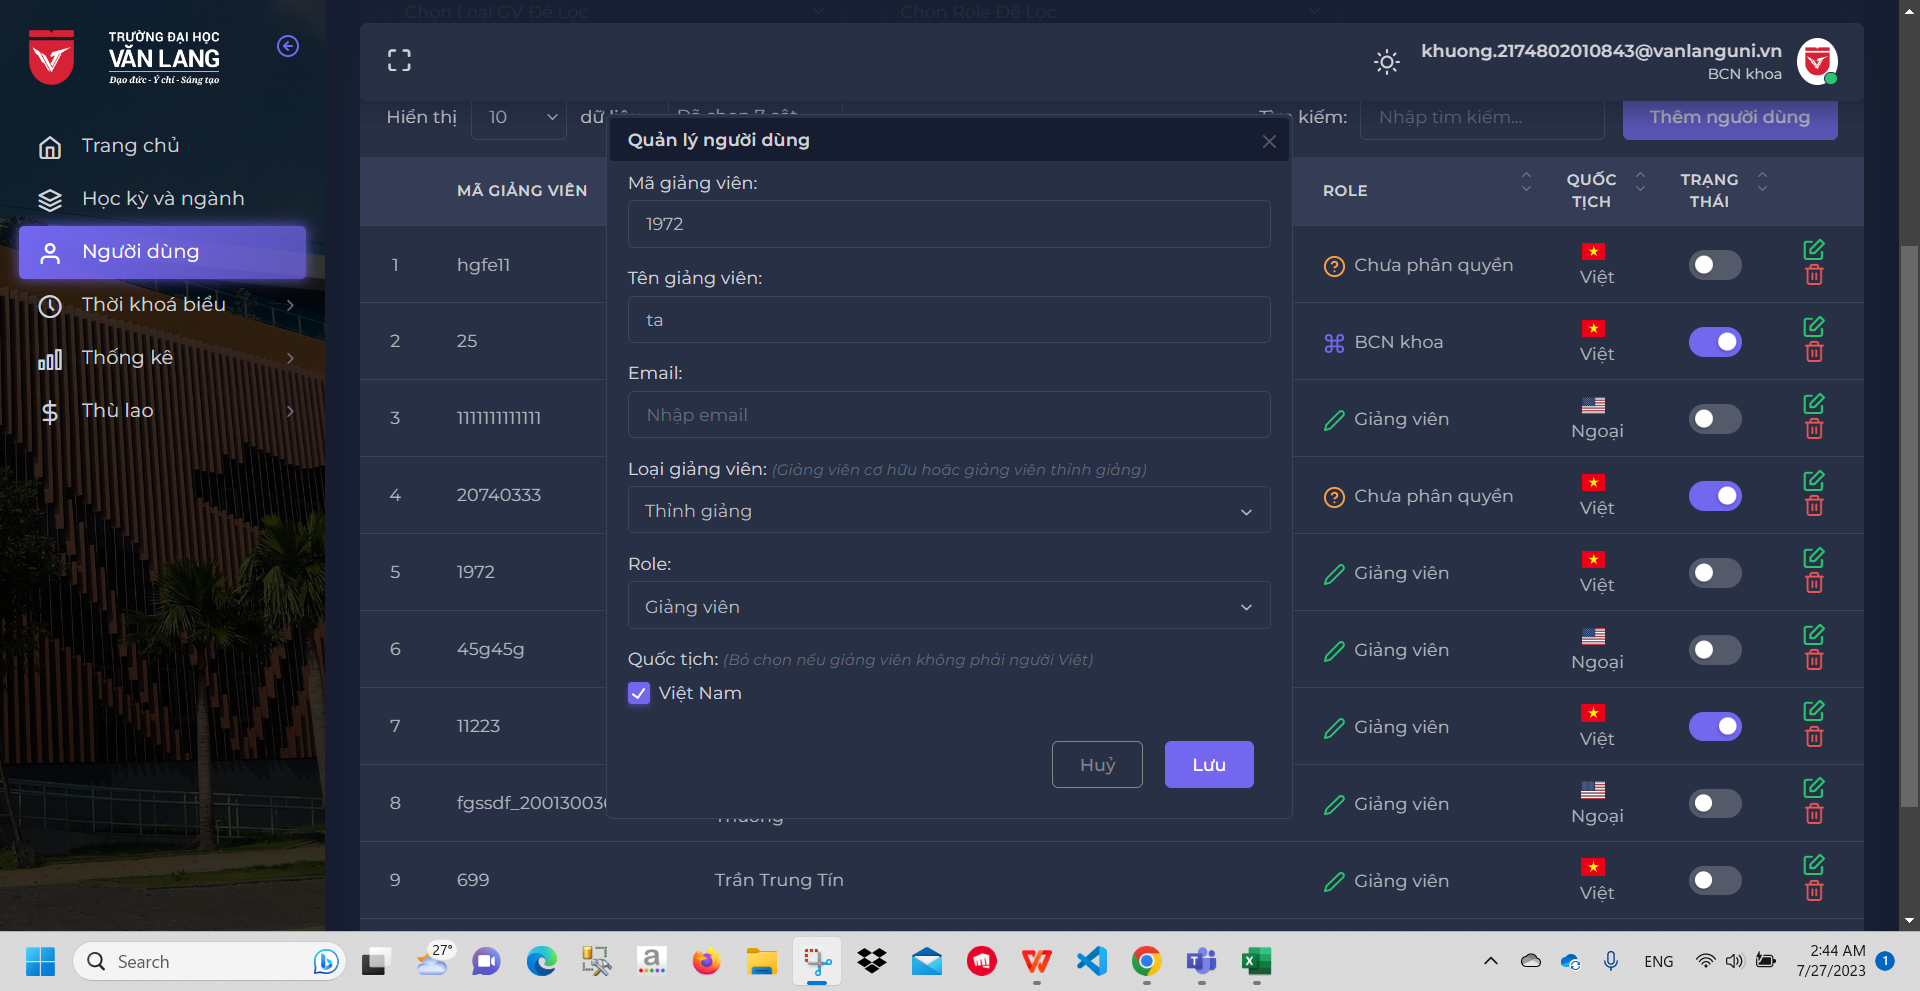 TRƯỜNG ĐẠI HỌC
VĂN LANG
Đạo đức - Ý chí - Sáng tạo
Trang chủ
Học kỳ và ngành
Người dùng
Thời khoá biểu
Thống kê
Thù lao
Chọn Loại GV Để Lọc
Chọn Role Để Lọc
khuong.2174802010843@vanlanguni.vn
BCN khoa
Hiển thị
10
Đã chọn 7 cột
kiếm:
Nhập tìm kiếm...
Thêm người dùng
MÃ GIẢNG VIÊN
ROLE
QUỐC TỊCH
TRẠNG THÁI
1
hgfe11
Chưa phân quyền
Việt
2
25
BCN khoa
Việt
3
1111111111111
Giảng viên
Ngoại
4
20740333
Chưa phân quyền
Việt
5
1972
Giảng viên
Việt
6
45g45g
Giảng viên
Ngoại
7
11223
Giảng viên
Việt
8
fgssdf_20013003
Giảng viên
Ngoại
9
699
Trần Trung Tín
Giảng viên
Việt
Quản lý người dùng
Mã giảng viên:
1972
Tên giảng viên:
ta
Email:
Nhập email
Loại giảng viên: (Giảng viên cơ hữu hoặc giảng viên thỉnh giảng)
Thỉnh giảng
Role:
Giảng viên
Quốc tịch: (Bỏ chọn nếu giảng viên không phải người Việt)
Việt Nam
Huỷ
Lưu
Search
27°
ENG
2:44 AM
7/27/2023
1